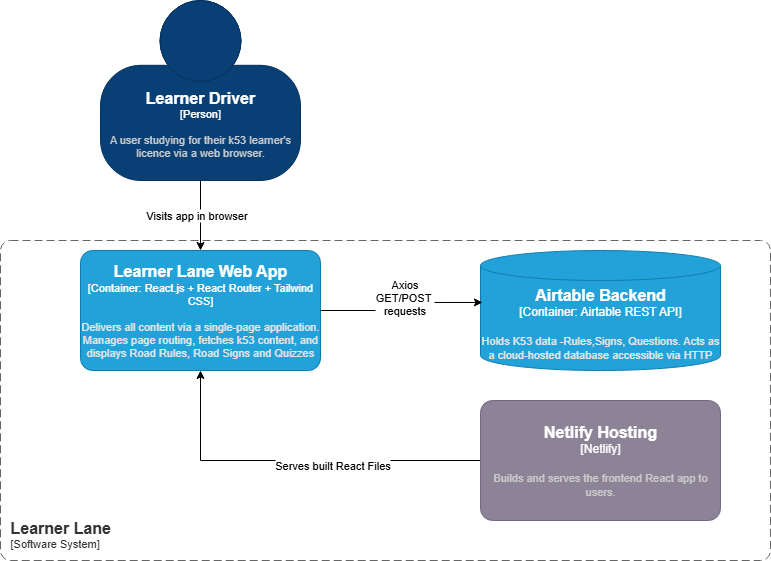 Learner Driver
[Person]
A user studying for their k53 learner's
licence via a web browser.
Visits app in browser
Learner Lane Web App
[Container: React.js + React Router + Tailwind
CSS]
Delivers all content via a single-page application.
Manages page routing, fetches k53 content, and
displays Road Rules, Road Signs and Quizzes
Axios
GET/POST
requests
Airtable Backend
[Container: Airtable REST API]
Holds K53 data -Rules,Signs, Questions. Acts as
a cloud-hosted database accessible via HTTP
Netlify Hosting
[Netlify]
Builds and serves the frontend React app to
users.
Serves built React Files
Learner Lane
[Software System]